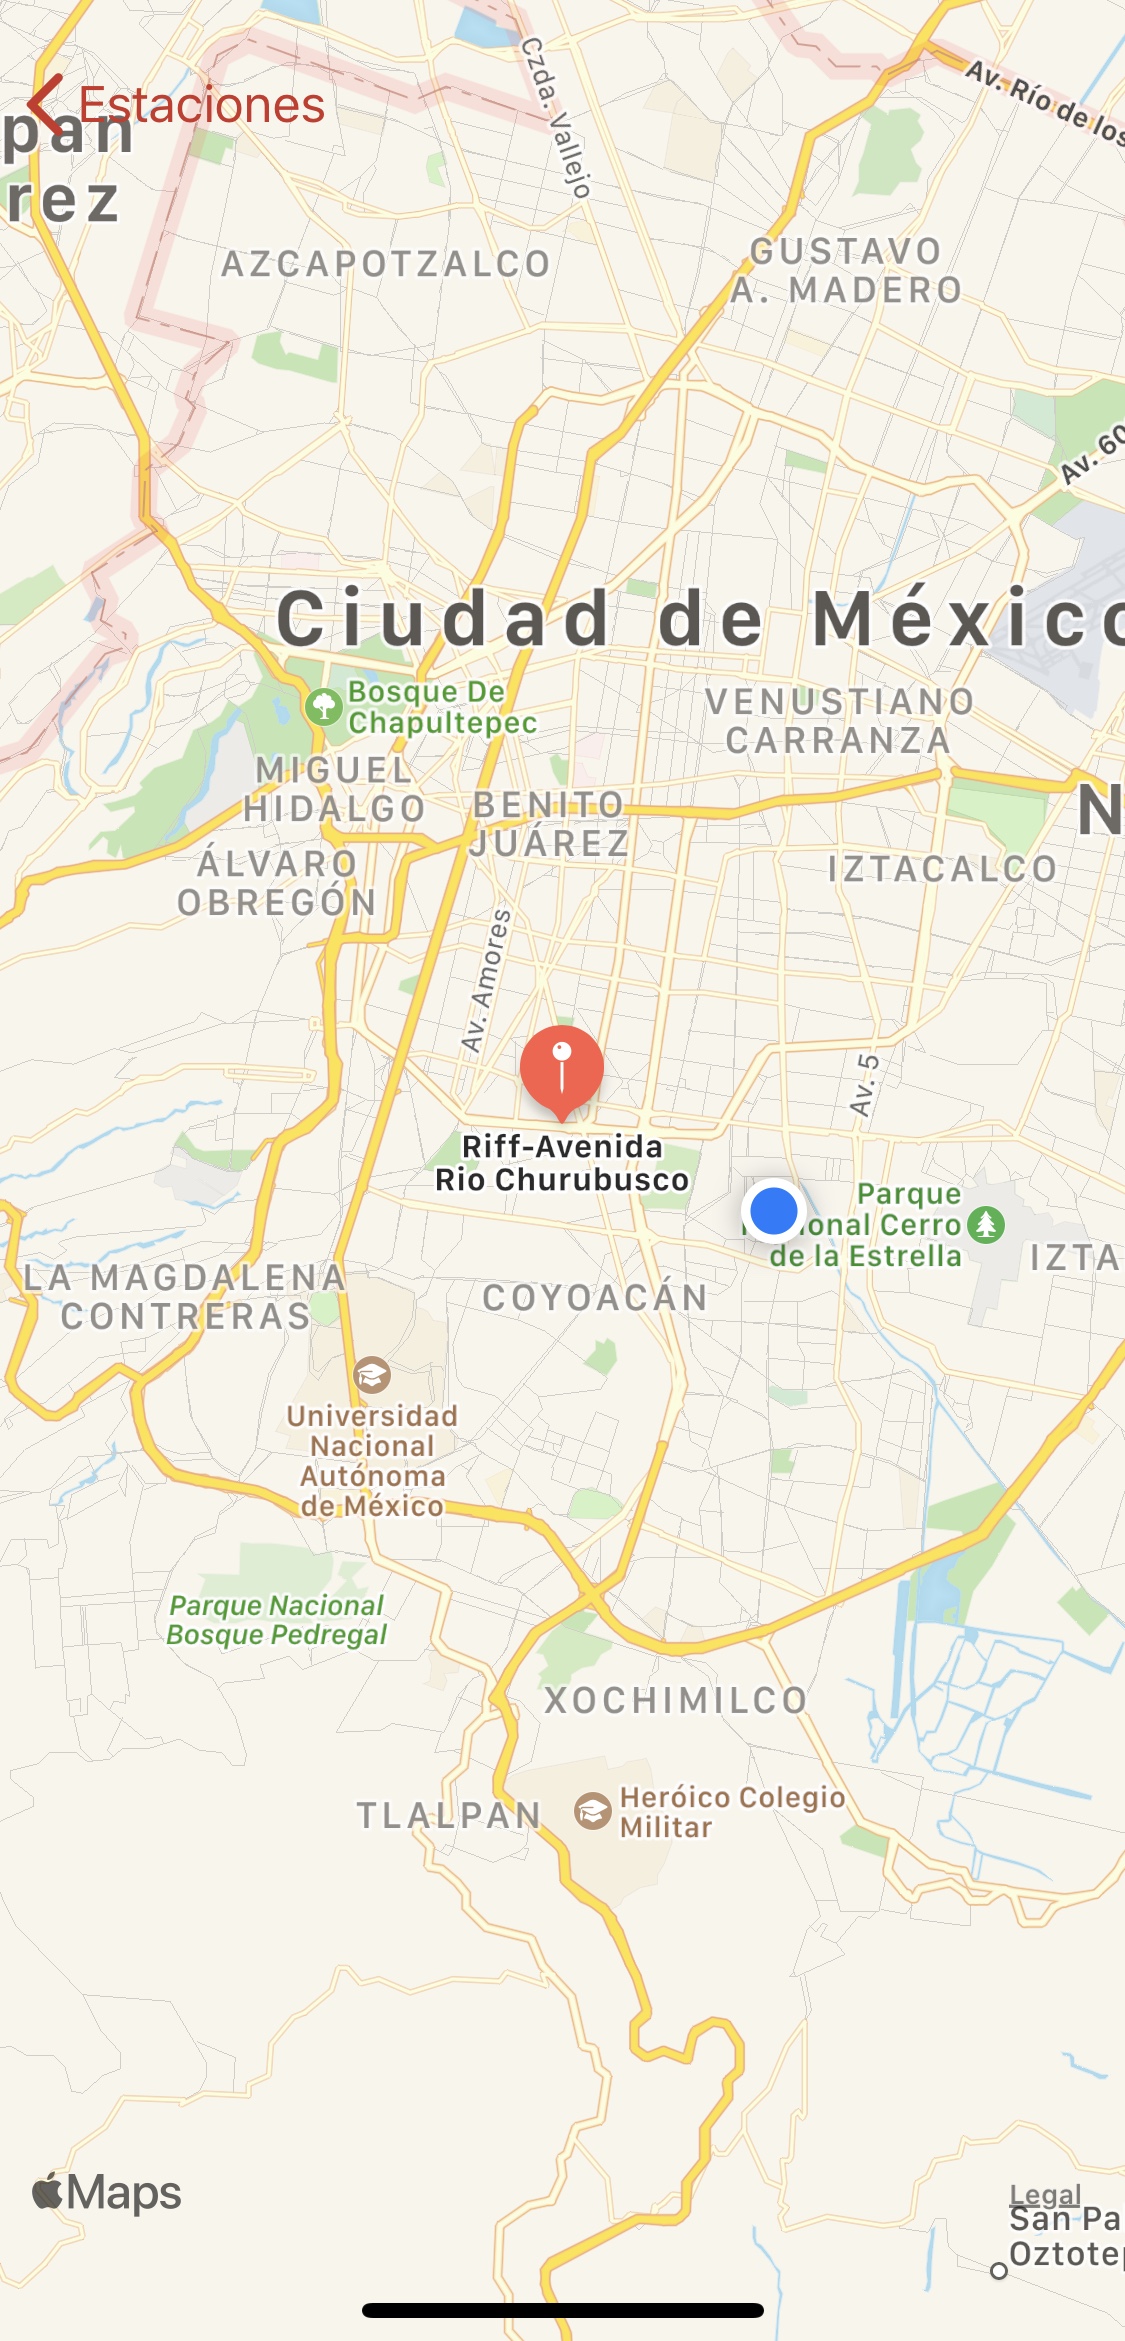 Estaciones
pan
rez
Czda. Vallejo
Av. Río de los
AZCAPOTZALCO
GUSTAVO
A. MADERO
Av. 60
Ciudad de México
Bosque De
Chapultepec
VENUSTIANO
CARRANZA
MIGUEL
HIDALGO
BENITO
JUÁREZ
N
ÁLVARO
OBREGÓN
IZTACALCO
Av. Amores
Av. 5
Riff-Avenida
Rio Churubusco
Parque
onal Cerro
de la Estrella
IZTA
LA MAGDALENA
CONTRERAS
COYOACÁN
Universidad
Nacional
Autónoma
de México
Parque Nacional
Bosque Pedregal
XOCHIMILCO
TLALPAN
Heróico Colegio
Militar
Maps
Legal
San Pa
Oztote